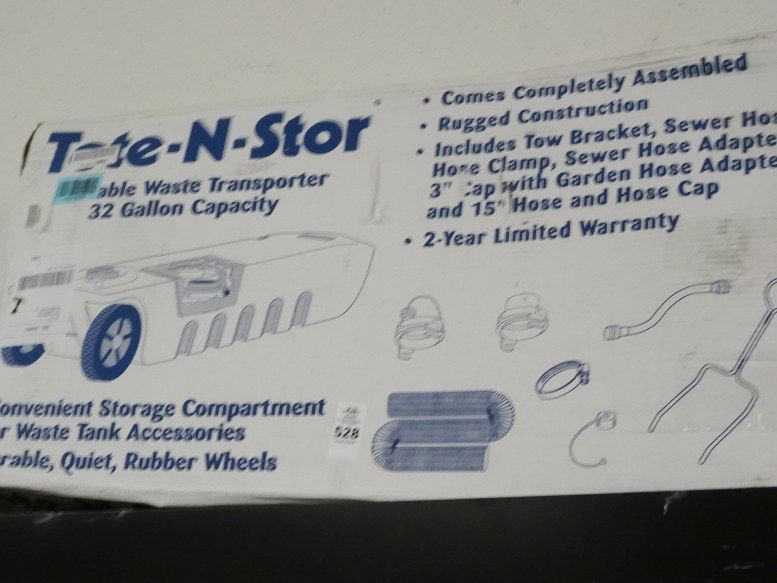 Tote-N-Stor
able Waste Transporter
32 Gallon Capacity
• Comes Completely Assembled
• Rugged Construction
• Includes Tow Bracket, Sewer Hos
Hose Clamp, Sewer Hose Adapte
3" Cap with Garden Hose Adapte
and 15" Hose and Hose Cap
• 2-Year Limited Warranty
onvenient Storage Compartment
r Waste Tank Accessories
rable, Quiet, Rubber Wheels
528